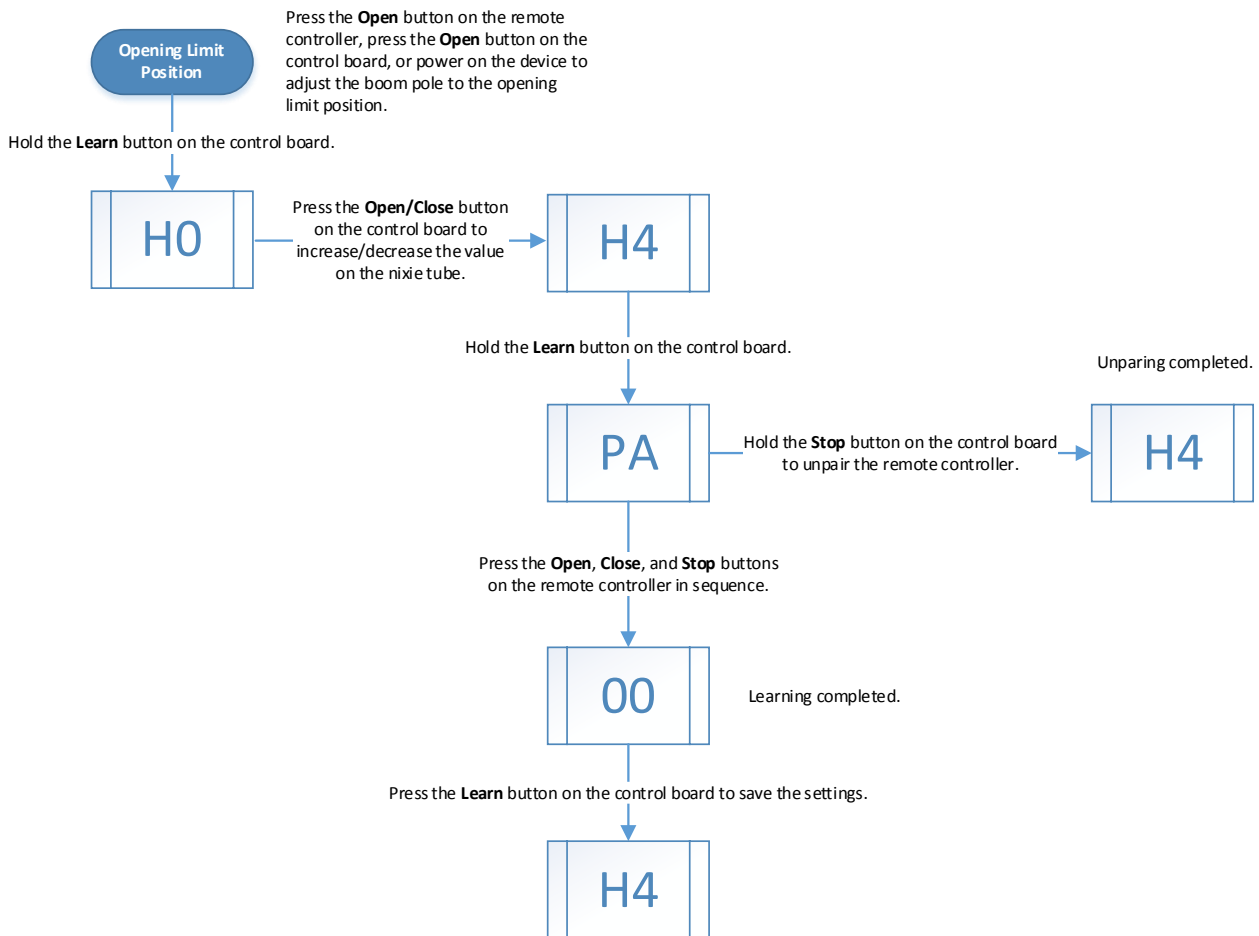 Opening Limit
Position
Press the Open button on the remote
controller, press the Open button on the
control board, or power on the device to
adjust the boom pole to the opening
limit position.
Hold the Learn button on the control board.
H0
Press the Open/Close button
on the control board to
increase/decrease the value
on the nixie tube.
H4
Hold the Learn button on the control board.
Unparing completed.
PA
Hold the Stop button on the control board
to unpair the remote controller.
H4
Press the Open, Close, and Stop buttons
on the remote controller in sequence.
00
Learning completed.
Press the Learn button on the control board to save the settings.
H4